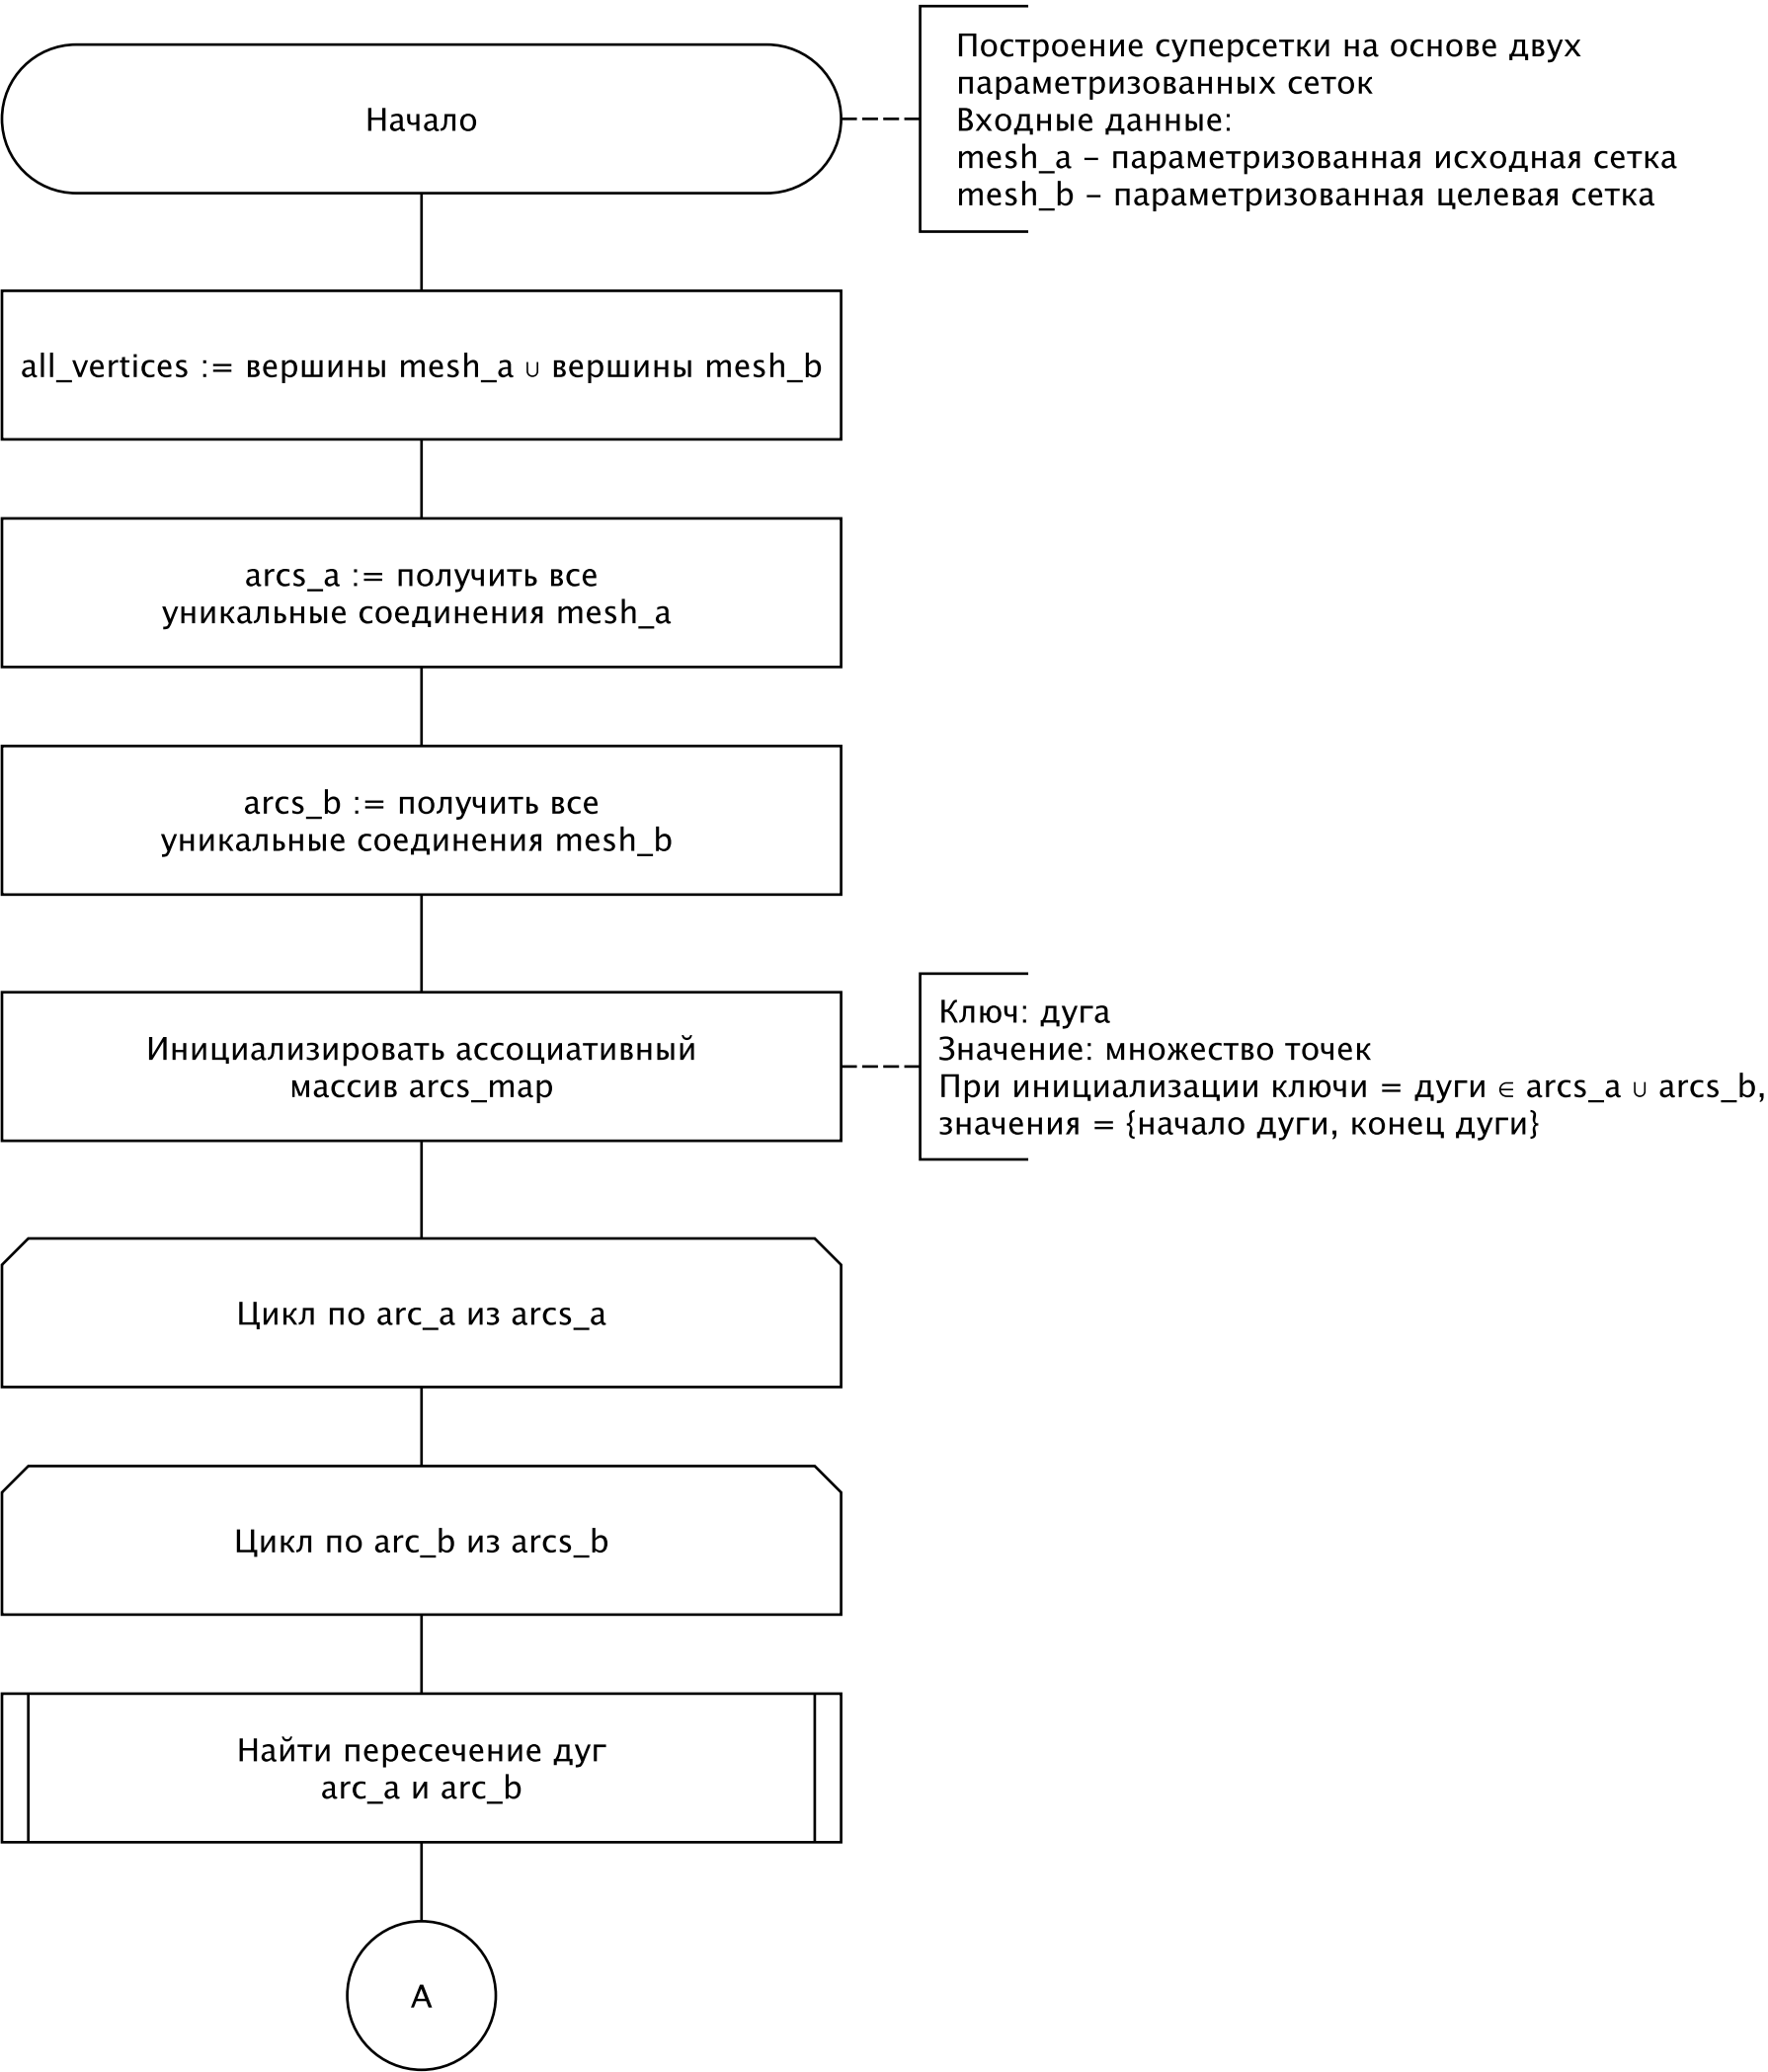 Начало
Построение суперсетки на основе двух
параметризованных сеток
Входные данные:
mesh_a – параметризованная исходная сетка
mesh_b – параметризованная целевая сетка
all_vertices := вершины mesh_a ∪ вершины mesh_b
arcs_a := получить все
уникальные соединения mesh_a
arcs_b := получить все
уникальные соединения mesh_b
Инициализировать ассоциативный
массив arcs_map
Ключ: дуга
Значение: множество точек
При инициализации ключи = дуги ∈ arcs_a ∪ arcs_b,
значения = {начало дуги, конец дуги}
Цикл по arc_a из arcs_a
Цикл по arc_b из arcs_b
Найти пересечение дуг
arc_a и arc_b
А